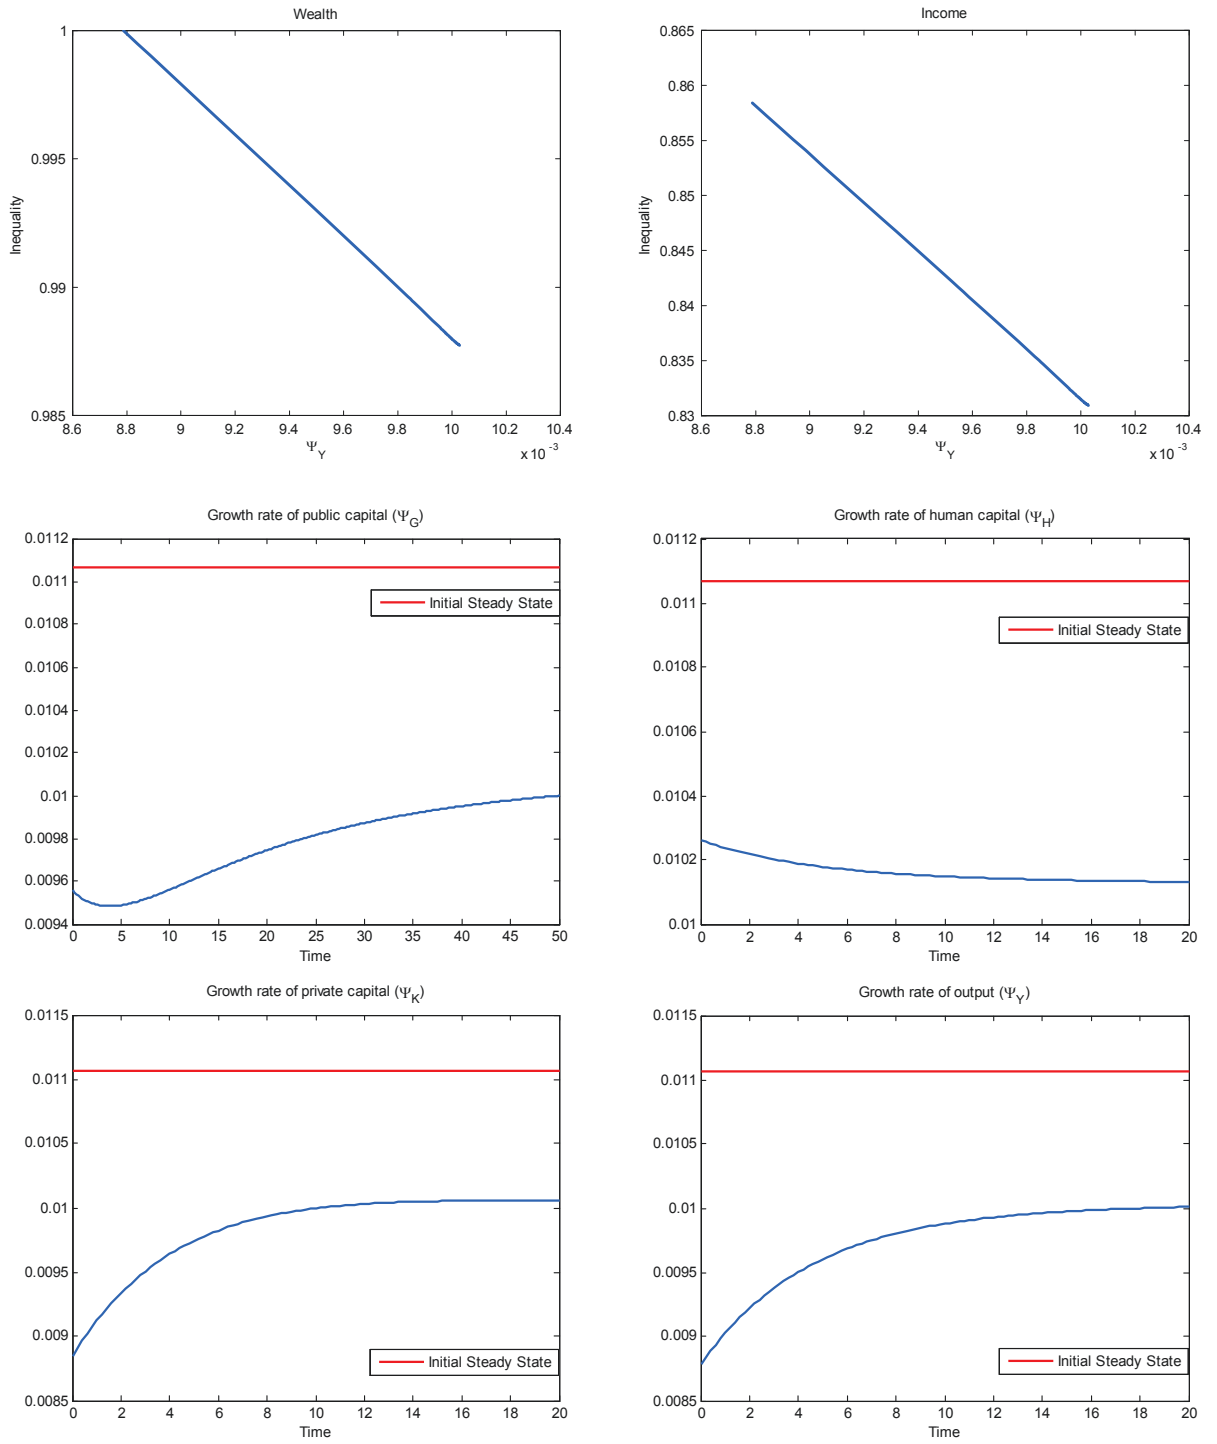 Wealth
1
0.995
0.99
0.985
Inequality
8.6 8.8 9 9.2 9.4 9.6 9.8 10 10.2 10.4
Ψ_Y
x 10^-3
Income
0.865
0.86
0.855
0.85
0.845
0.84
0.835
0.83
Inequality
8.6 8.8 9 9.2 9.4 9.6 9.8 10 10.2 10.4
Ψ_Y
x 10^-3
Growth rate of public capital (Ψ_G)
0.0112
0.011
0.0108
0.0106
0.0104
0.0102
0.01
0.0098
0.0096
0.0094
Initial Steady State
0 5 10 15 20 25 30 35 40 45 50
Time
Growth rate of human capital (Ψ_H)
0.0112
0.011
0.0108
0.0106
0.0104
0.0102
0.01
Initial Steady State
0 2 4 6 8 10 12 14 16 18 20
Time
Growth rate of private capital (Ψ_K)
0.0115
0.011
0.0105
0.01
0.0095
0.009
0.0085
Initial Steady State
0 2 4 6 8 10 12 14 16 18 20
Time
Growth rate of output (Ψ_Y)
0.0115
0.011
0.0105
0.01
0.0095
0.009
0.0085
Initial Steady State
0 2 4 6 8 10 12 14 16 18 20
Time